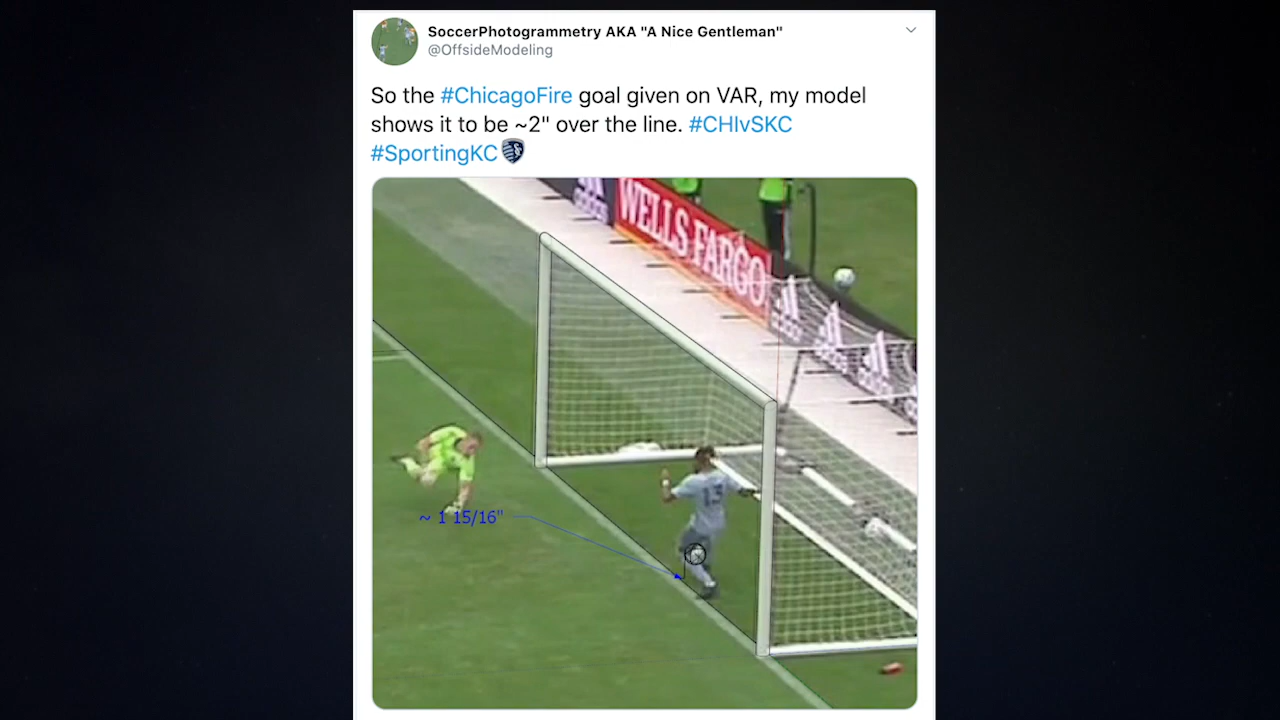 SoccerPhotogrammetry AKA "A Nice Gentleman"
@OffsideModeling
So the #ChicagoFire goal given on VAR, my model
shows it to be ~2" over the line. #CHIvSKC
#SportingKC
adidas
WELLS FARGO
13
~ 1 15/16"